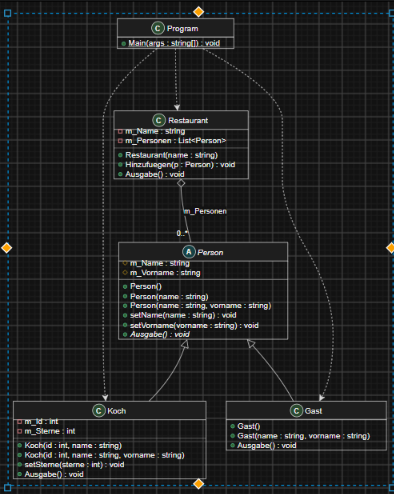 C Program
Main(args : string[]) : void
C Restaurant
m_Name : string
m_Personen : List<Person>
Restaurant(name : string)
Hinzufuegen(p : Person) : void
Ausgabe() : void
m_Personen
0..*
A Person
m_Name : string
m_Vorname : string
Person()
Person(name : string)
Person(name : string, vorname : string)
setName(name : string) : void
setVorname(vorname : string) : void
Ausgabe() : void
C Koch
m_Id : int
m_Sterne : int
Koch(id : int, name : string)
Koch(id : int, name : string, vorname : string)
setSterne(sterne : int) : void
Ausgabe() : void
C Gast
Gast()
Gast(name : string, vorname : string)
Ausgabe() : void